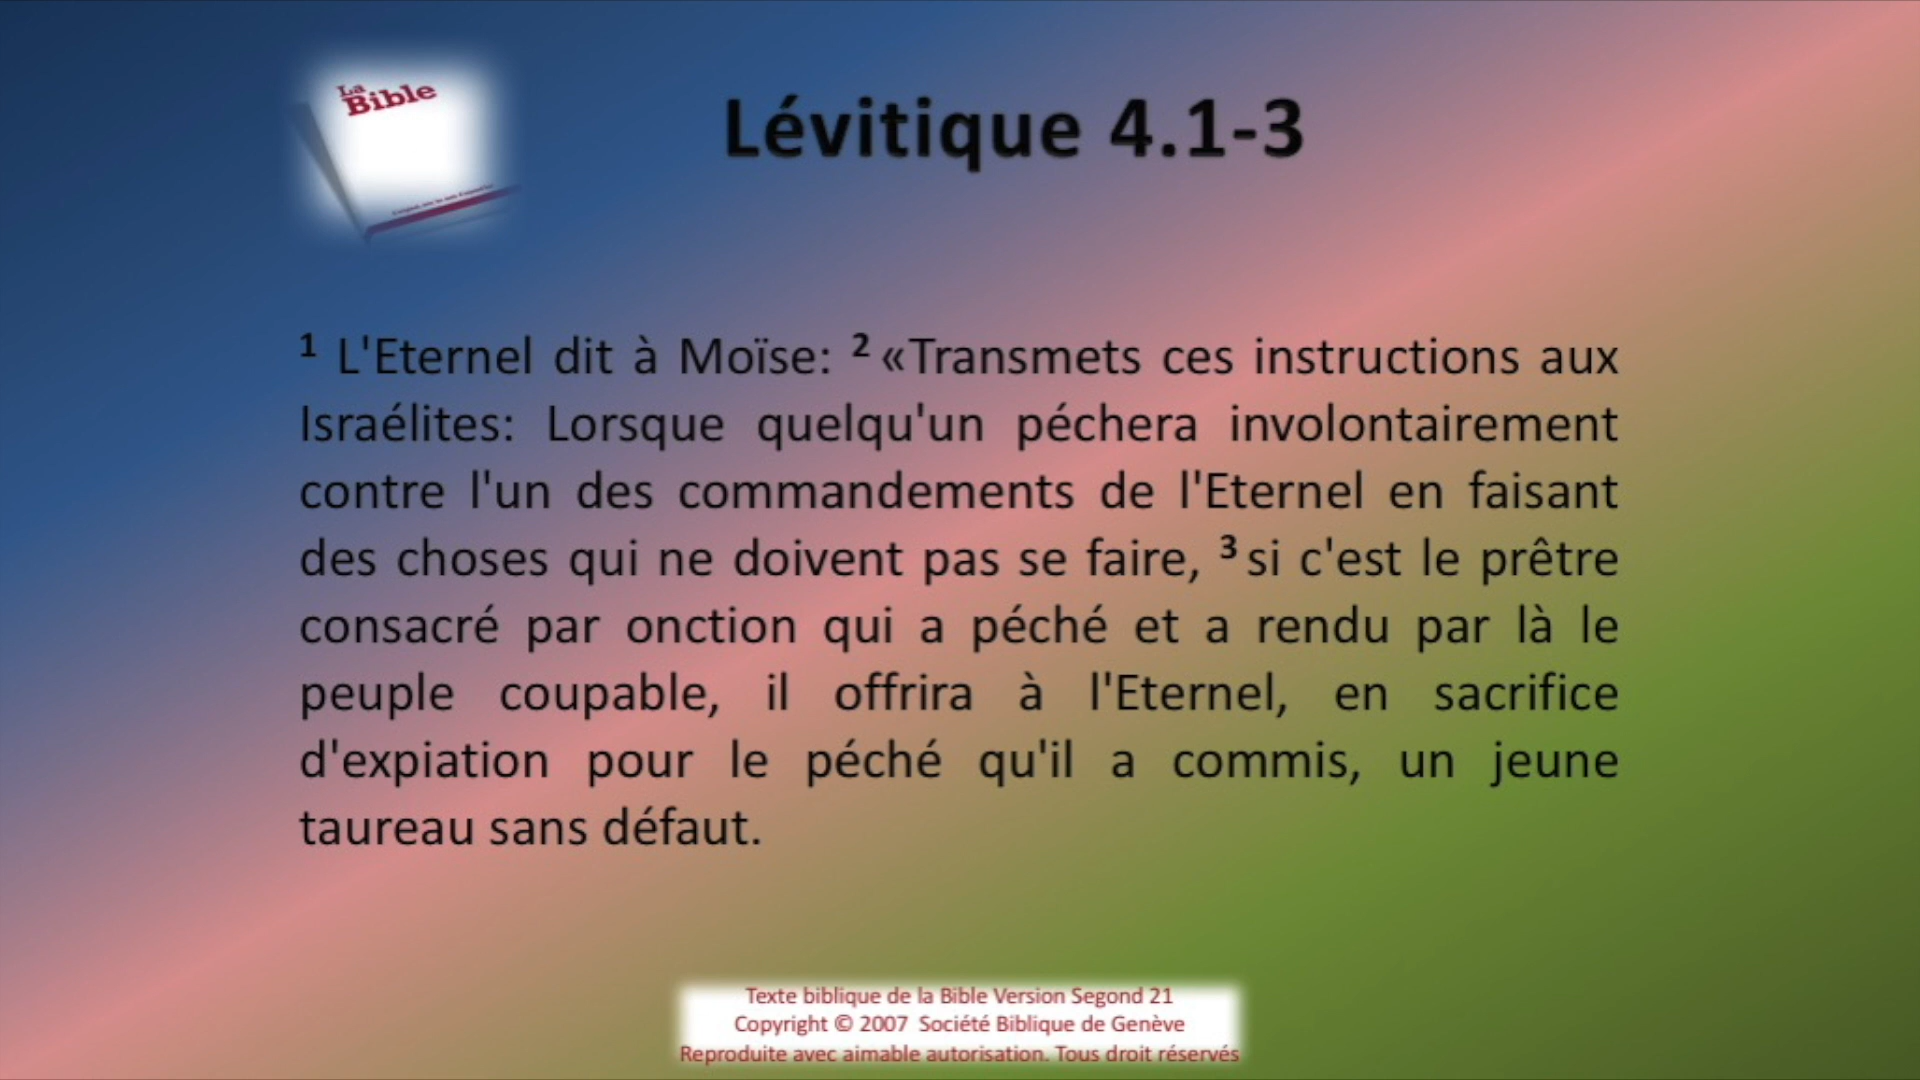 La
Bible
Lévitique 4.1-3
1 L'Eternel dit à Moïse: 2 «Transmets ces instructions aux
Israélites: Lorsque quelqu'un péchera involontairement
contre l'un des commandements de l'Eternel en faisant
des choses qui ne doivent pas se faire, 3 si c'est le prêtre
consacré par onction qui a péché et a rendu par là le
peuple coupable, il offrira à l'Eternel, en sacrifice
d'expiation pour le péché qu'il a commis, un jeune
taureau sans défaut.
Texte biblique de la Bible Version Segond 21
Copyright © 2007 Société Biblique de Genève
Reproduite avec aimable autorisation. Tous droit réservés